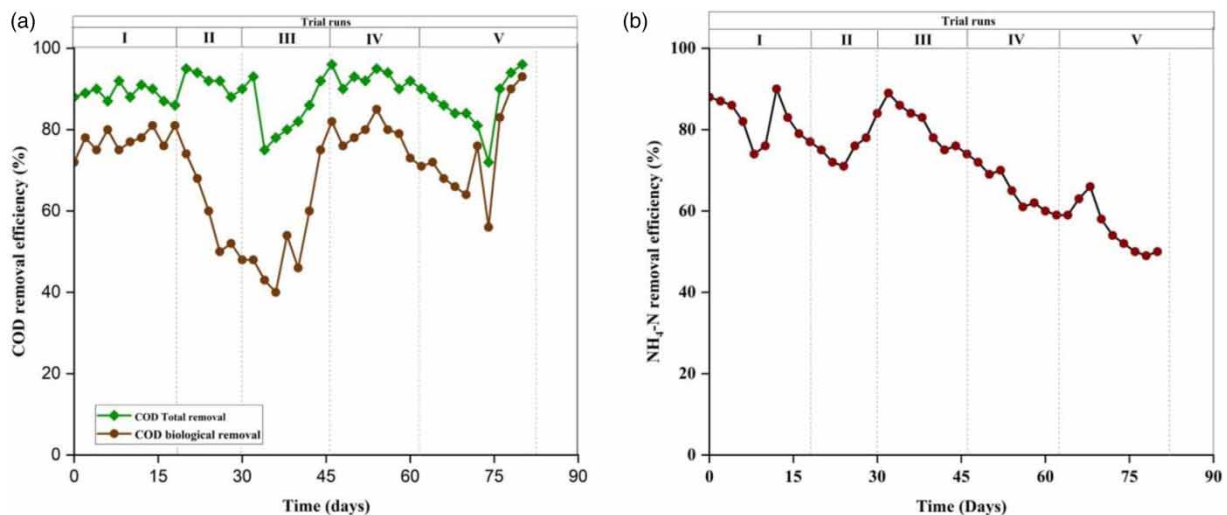 (a)
Trial runs
I II III IV V
100
80
60
40
20
0
COD removal efficiency (%)
COD Total removal
COD biological removal
0 15 30 45 60 75 90
Time (days)
(b)
Trial runs
I II III IV V
100
80
60
40
20
0
NH4-N removal efficiency (%)
0 15 30 45 60 75 90
Time (Days)